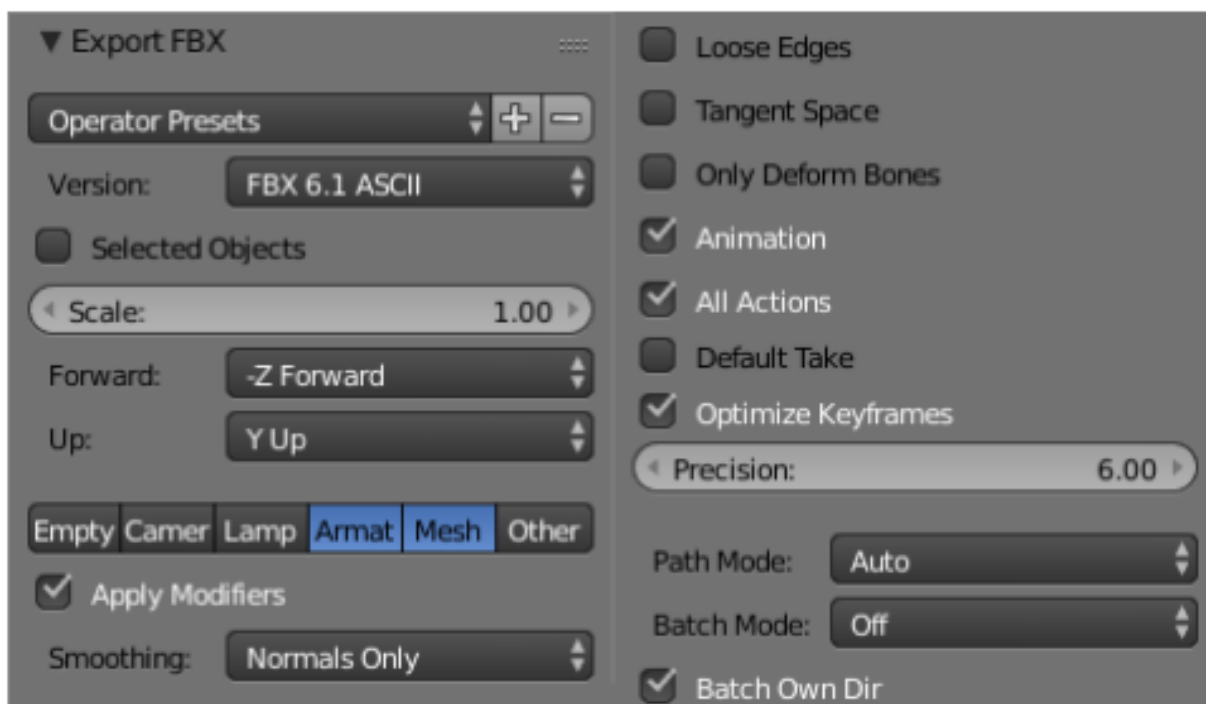 Export FBX
Operator Presets
Version: FBX 6.1 ASCII
Selected Objects
Scale: 1.00
Forward: -Z Forward
Up: Y Up
Empty Camer Lamp Armat Mesh Other
Apply Modifiers
Smoothing: Normals Only
Loose Edges
Tangent Space
Only Deform Bones
Animation
All Actions
Default Take
Optimize Keyframes
Precision: 6.00
Path Mode: Auto
Batch Mode: Off
Batch Own Dir